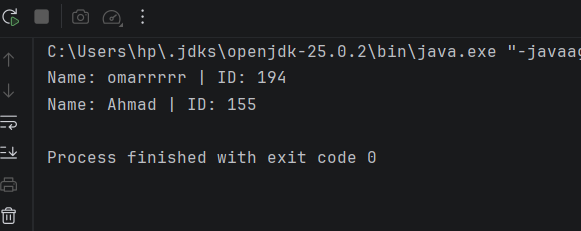 C:\Users\hp\.jdks\openjdk-25.0.2\bin\java.exe "-javaag
Name: omarrrrr | ID: 194
Name: Ahmad | ID: 155
Process finished with exit code 0